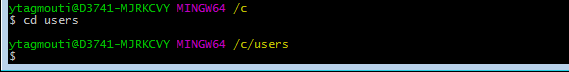 ytagmouti@D3741-MJRKCVY MINGW64 /c
$ cd users
ytagmouti@D3741-MJRKCVY MINGW64 /c/users
$